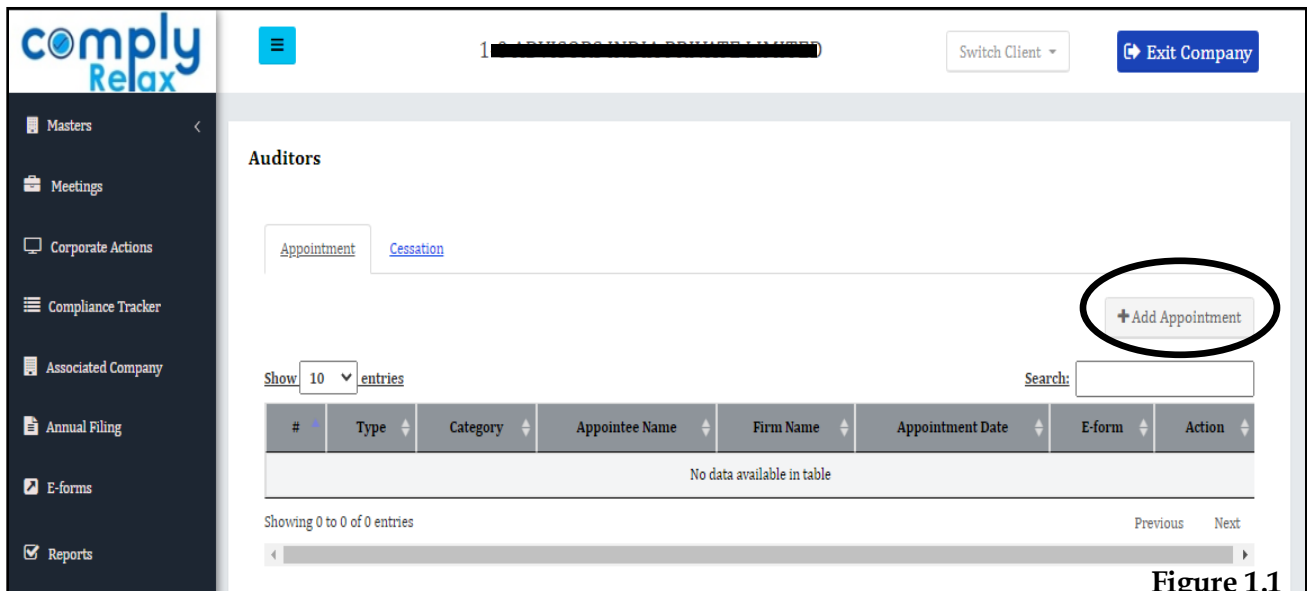 comply
Relax
Switch Client
Exit Company
Masters
Meetings
Corporate Actions
Compliance Tracker
Associated Company
Annual Filing
E-forms
Reports
Auditors
Appointment Cessation
+ Add Appointment
Show 10 entries Search:
# Type Category Appointee Name Firm Name Appointment Date E-form Action
No data available in table
Showing 0 to 0 of 0 entries Previous Next
Figure 1.1